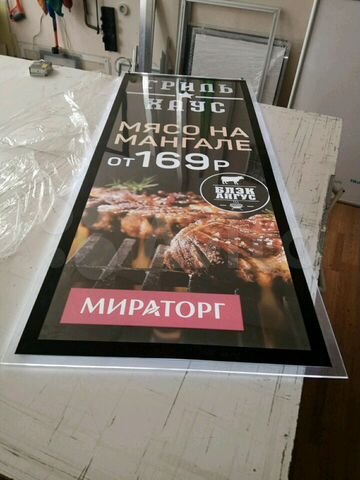 ГРИЛЬ
ХАУС
МЯСО НА
МАНГАЛЕ
ОТ 169Р
БЛЭК
АНГУС
МИРАТОРГ